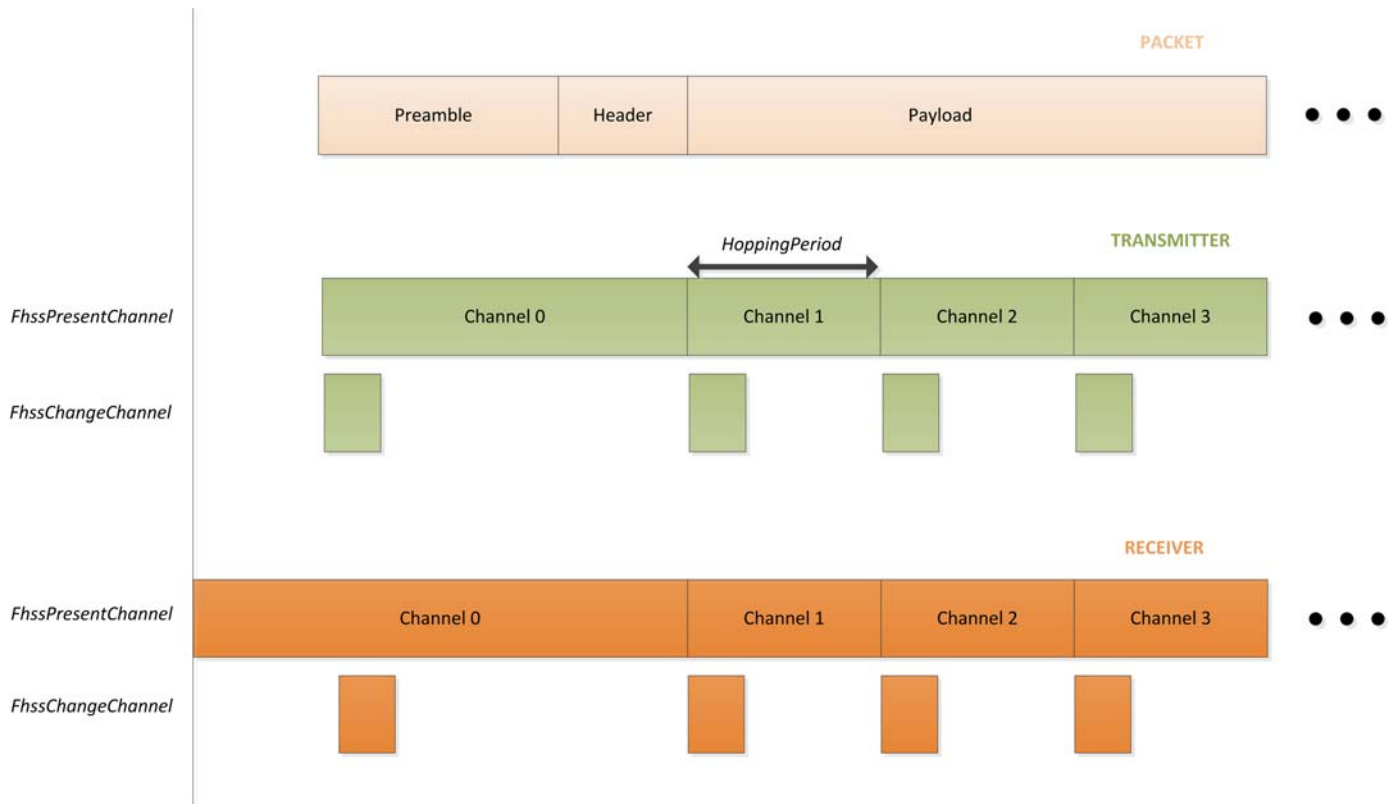 PACKET
Preamble Header Payload
HoppingPeriod TRANSMITTER
FhssPresentChannel Channel 0 Channel 1 Channel 2 Channel 3
FhssChangeChannel
RECEIVER
FhssPresentChannel Channel 0 Channel 1 Channel 2 Channel 3
FhssChangeChannel